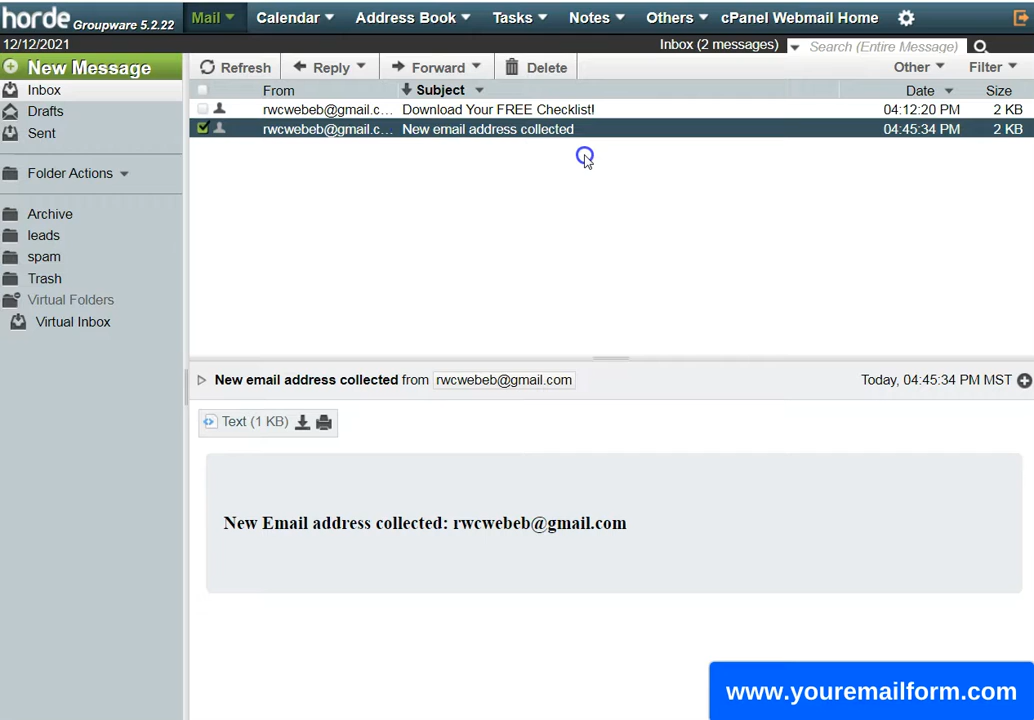 horde Groupware 5.2.22 Mail Calendar Address Book Tasks Notes Others cPanel Webmail Home
12/12/2021 Inbox (2 messages) Search (Entire Message)
New Message Refresh Reply Forward Delete Other Filter
Inbox From Subject Date Size
rwcwebeb@gmail.c... Download Your FREE Checklist! 04:12:20 PM 2 KB
rwcwebeb@gmail.c... New email address collected 04:45:34 PM 2 KB
Drafts
Sent
Folder Actions
Archive
leads
spam
Trash
Virtual Folders
Virtual Inbox
New email address collected from rwcwebeb@gmail.com Today, 04:45:34 PM MST
Text (1 KB)
New Email address collected: rwcwebeb@gmail.com
www.youremailform.com